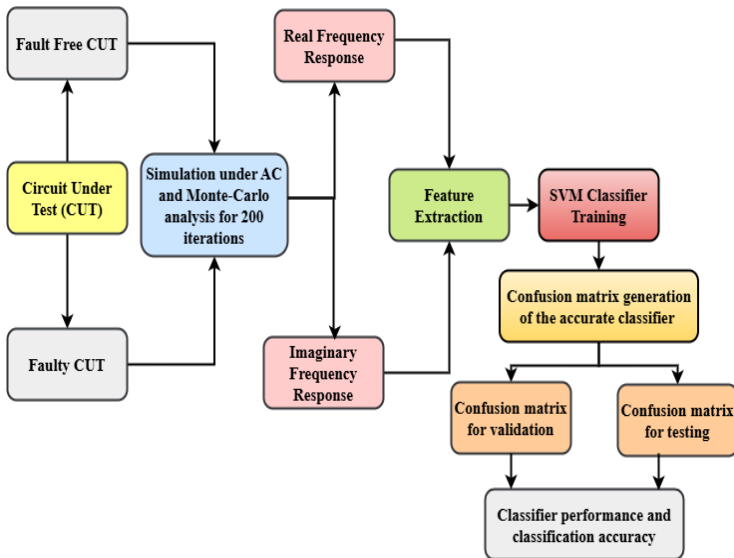 Fault Free CUT
Real Frequency
Response
Circuit Under
Test (CUT)
Simulation under AC
and Monte-Carlo
analysis for 200
iterations
Feature
Extraction
SVM Classifier
Training
Confusion matrix generation
of the accurate classifier
Faulty CUT
Imaginary
Frequency
Response
Confusion matrix
for validation
Confusion matrix
for testing
Classifier performance and
classification accuracy